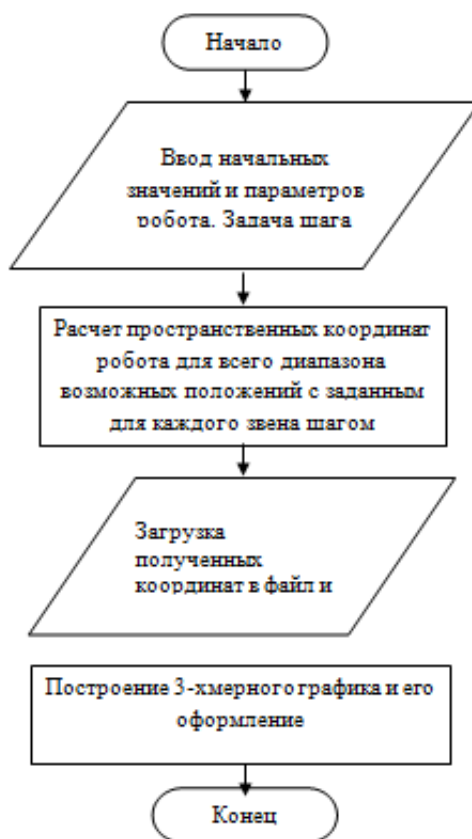 Начало
Ввод начальных
значений и параметров
робота. Задача шага
Расчет пространственных координат
робота для всего диапазона
возможных положений с заданным
для каждого звена шагом
Загрузка
полученных
координат в файл и
Построение 3-хмерного графика и его
оформление
Конец